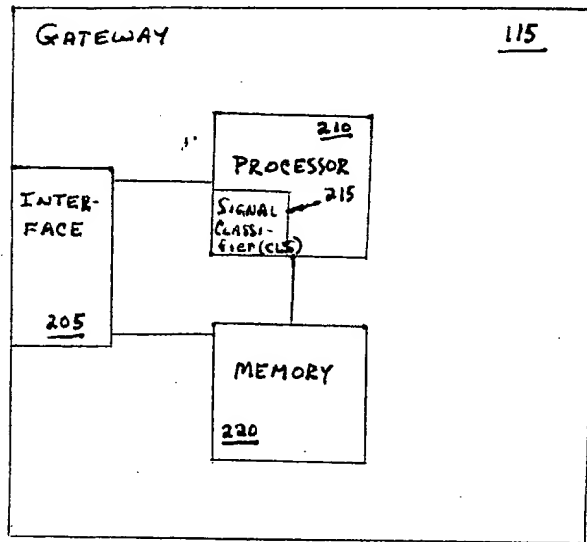 GATEWAY 115
210
PROCESSOR
215
INTER-
FACE
SIGNAL
CLASSI-
fier (CLS)
205
MEMORY
220